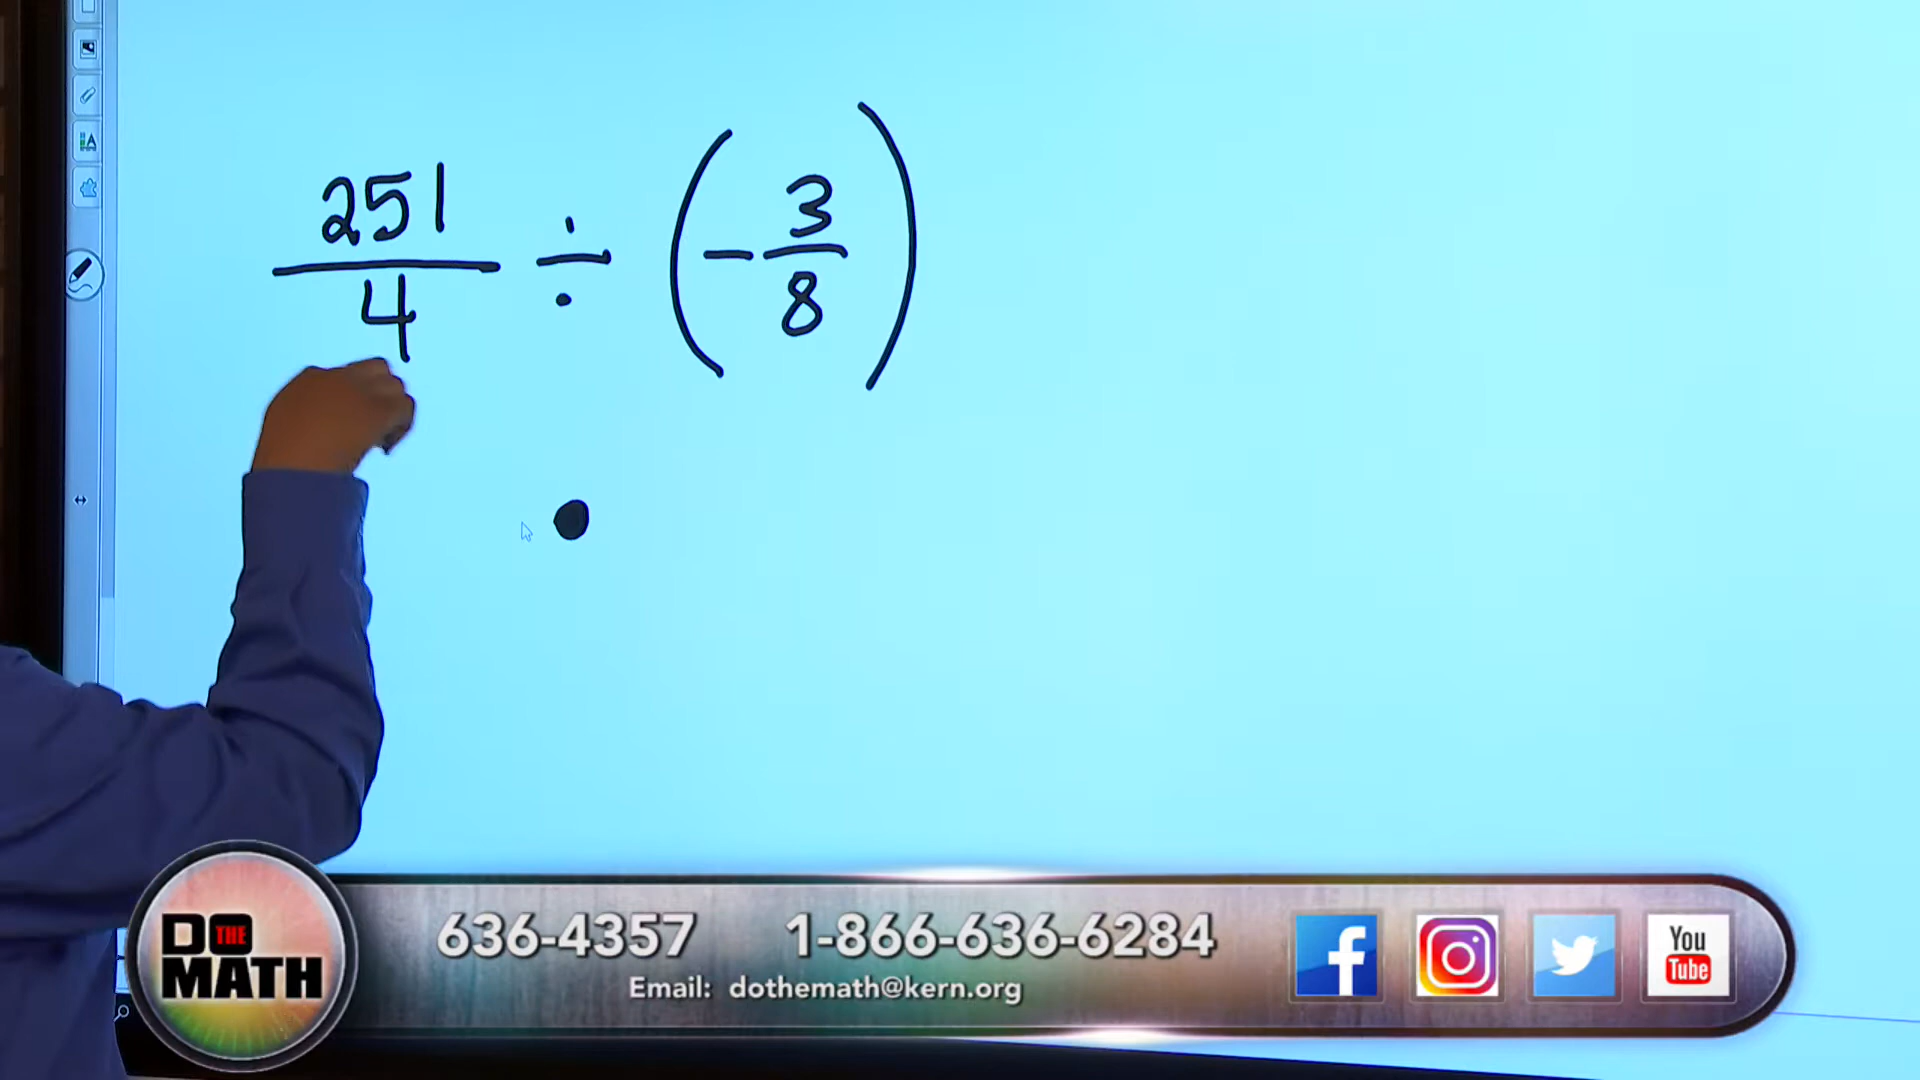 251/4 ÷ (-3/8)
•
DO THE MATH
636-4357 1-866-636-6284
Email: dothemath@kern.org
f
You Tube